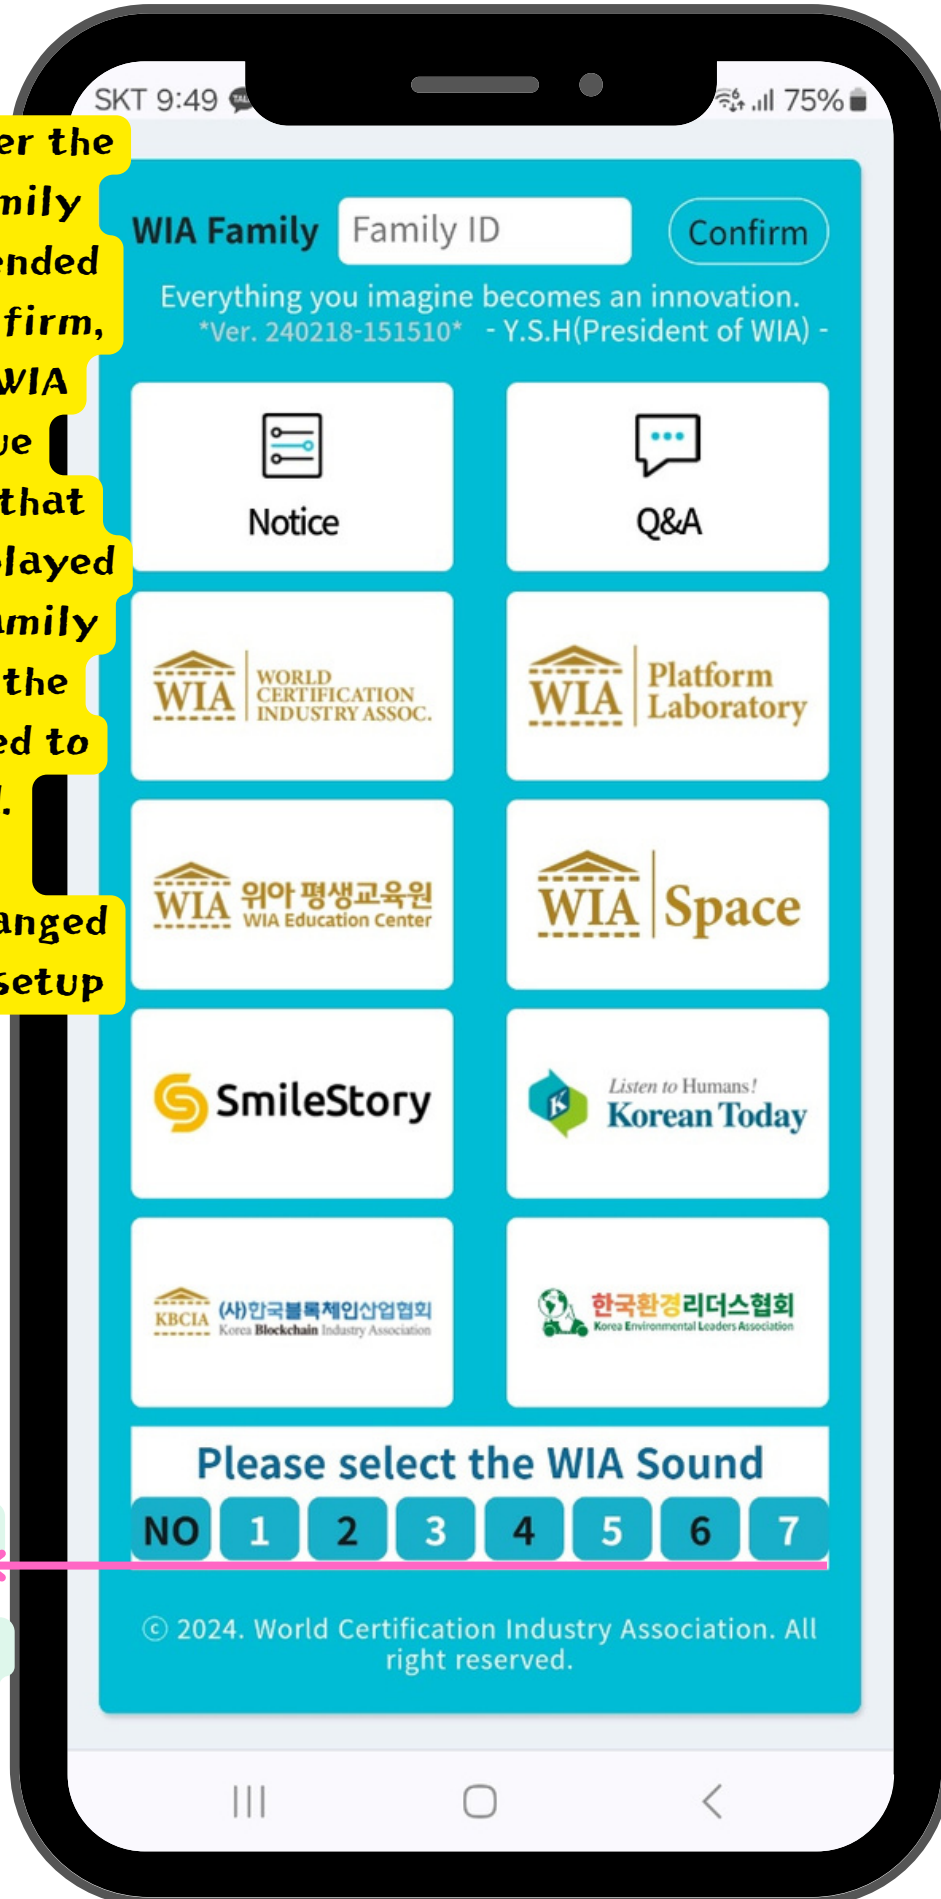 SKT 9:49
75%
er the
mily
ended
firm,
WIA
ue
that
played
amily
the
ed to
anged
setup
WIA Family
Family ID
Confirm
Everything you imagine becomes an innovation.
*Ver. 240218-151510* - Y.S.H(President of WIA) -
Notice
Q&A
WIA
WORLD
CERTIFICATION
INDUSTRY ASSOC.
WIA
Platform
Laboratory
WIA
위아 평생교육원
WIA Education Center
WIA
Space
SmileStory
K
Listen to Humans!
Korean Today
KBCIA
(사)한국블록체인산업협회
Korea Blockchain Industry Association
한국환경리더스협회
Korea Environmental Leaders Association
Please select the WIA Sound
NO 1 2 3 4 5 6 7
ⓒ 2024. World Certification Industry Association. All
right reserved.